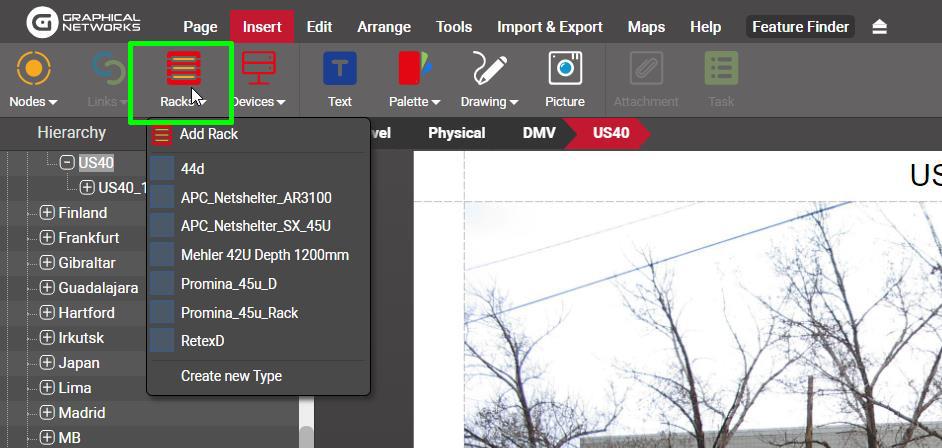 GRAPHICAL
NETWORKS
Page Insert Edit Arrange Tools Import & Export Maps Help Feature Finder
Nodes Links Racks Devices Text Palette Drawing Picture Attachment Task
Hierarchy
vel Physical DMV US40
Add Rack
US40
US40_1
US
44d
APC_Netshelter_AR3100
APC_Netshelter_SX_45U
Mehler 42U Depth 1200mm
Promina_45u_D
Promina_45u_Rack
RetexD
Create new Type
Finland
Frankfurt
Gibraltar
Guadalajara
Hartford
Irkutsk
Japan
Lima
Madrid
MB